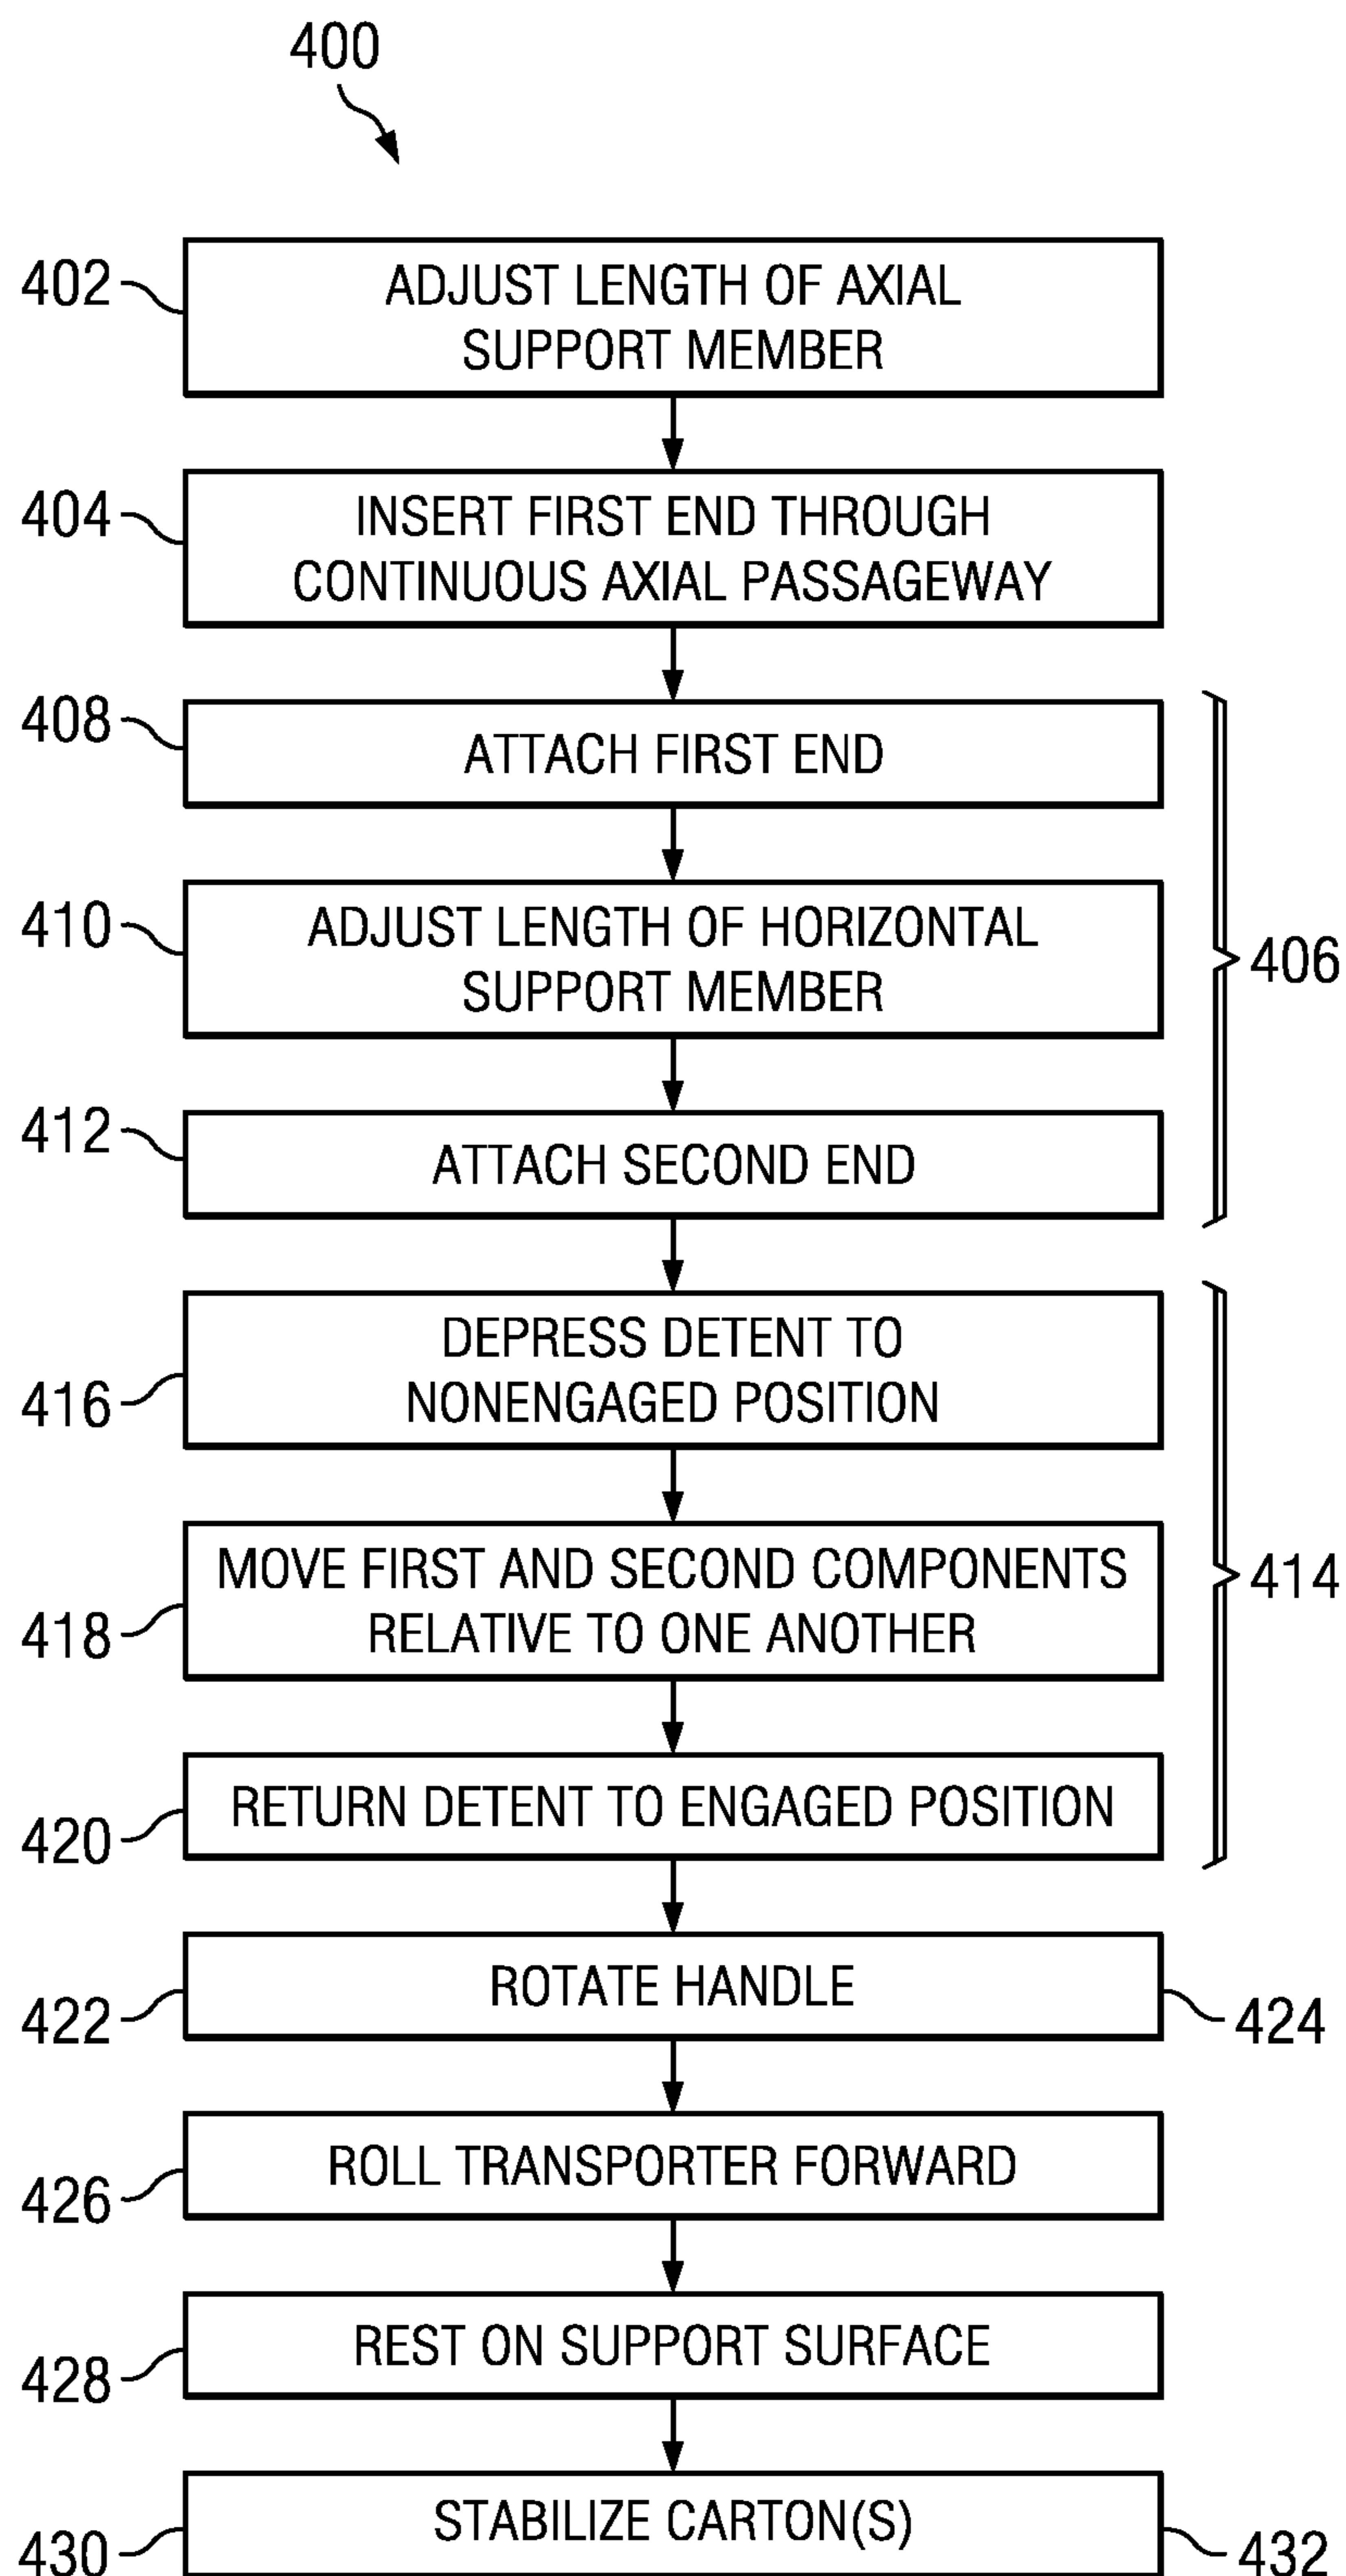 400
402
ADJUST LENGTH OF AXIAL
SUPPORT MEMBER
404
INSERT FIRST END THROUGH
CONTINUOUS AXIAL PASSAGEWAY
408
ATTACH FIRST END
410
ADJUST LENGTH OF HORIZONTAL
SUPPORT MEMBER
406
412
ATTACH SECOND END
416
DEPRESS DETENT TO
NONENGAGED POSITION
418
MOVE FIRST AND SECOND COMPONENTS
RELATIVE TO ONE ANOTHER
414
420
RETURN DETENT TO ENGAGED POSITION
422
ROTATE HANDLE
424
426
ROLL TRANSPORTER FORWARD
428
REST ON SUPPORT SURFACE
430
STABILIZE CARTON(S)
432